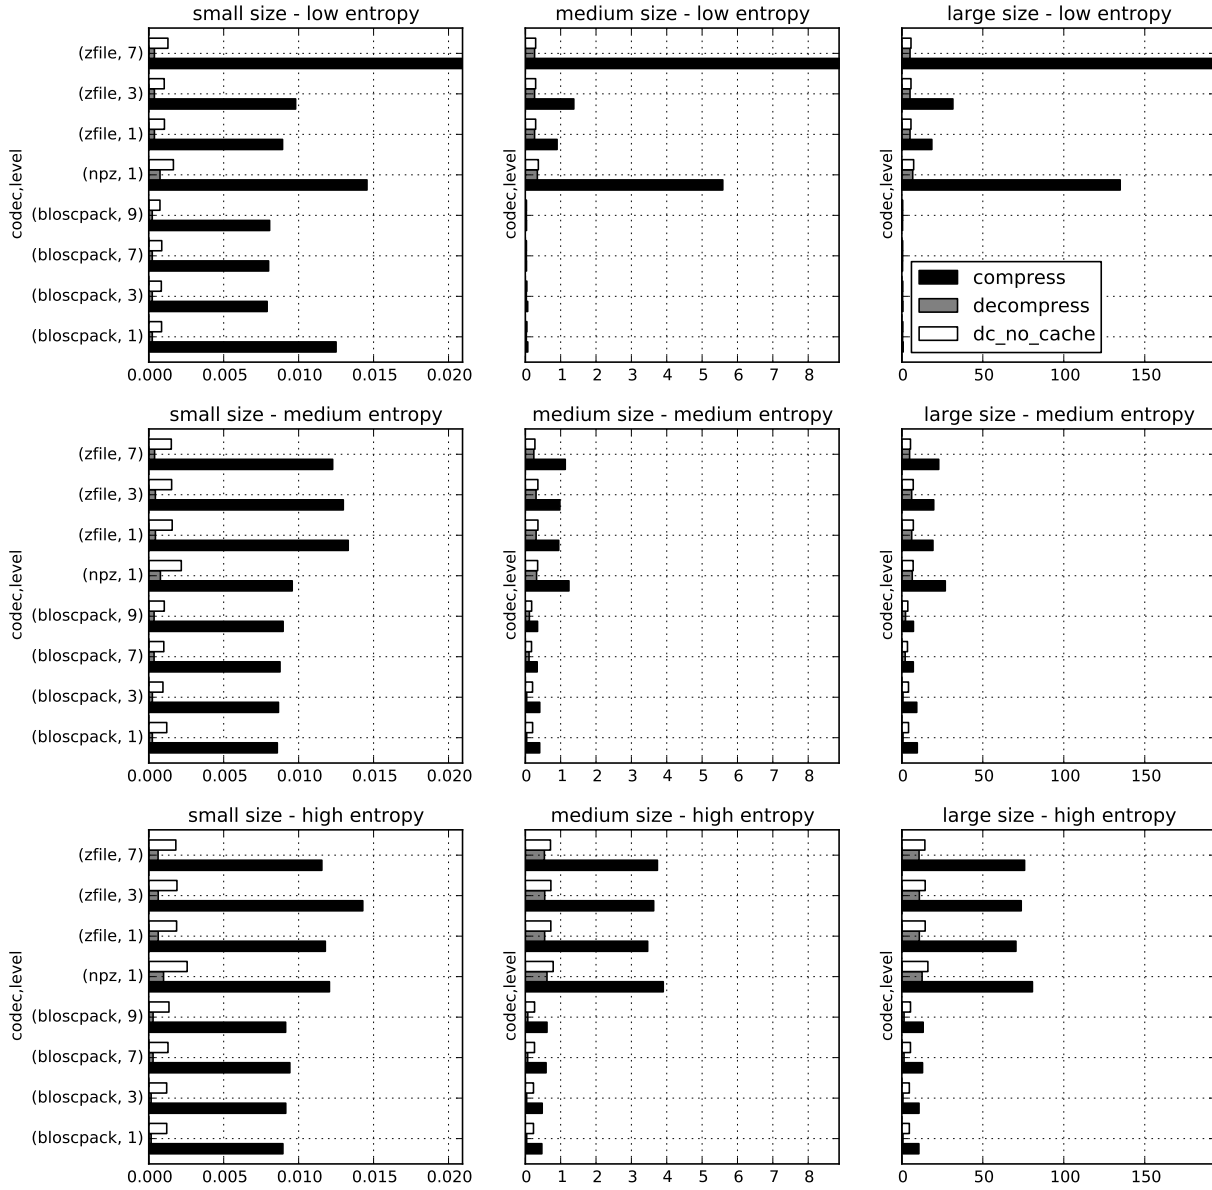 small size - low entropy
medium size - low entropy
large size - low entropy
codec,level
(zfile, 7)
(zfile, 3)
(zfile, 1)
(npz, 1)
(bloscpack, 9)
(bloscpack, 7)
(bloscpack, 3)
(bloscpack, 1)
0.000 0.005 0.010 0.015 0.020
codec,level
0 1 2 3 4 5 6 7 8
codec,level
compress
decompress
dc_no_cache
0 50 100 150
small size - medium entropy
medium size - medium entropy
large size - medium entropy
codec,level
(zfile, 7)
(zfile, 3)
(zfile, 1)
(npz, 1)
(bloscpack, 9)
(bloscpack, 7)
(bloscpack, 3)
(bloscpack, 1)
0.000 0.005 0.010 0.015 0.020
codec,level
0 1 2 3 4 5 6 7 8
codec,level
0 50 100 150
small size - high entropy
medium size - high entropy
large size - high entropy
codec,level
(zfile, 7)
(zfile, 3)
(zfile, 1)
(npz, 1)
(bloscpack, 9)
(bloscpack, 7)
(bloscpack, 3)
(bloscpack, 1)
0.000 0.005 0.010 0.015 0.020
codec,level
0 1 2 3 4 5 6 7 8
codec,level
0 50 100 150